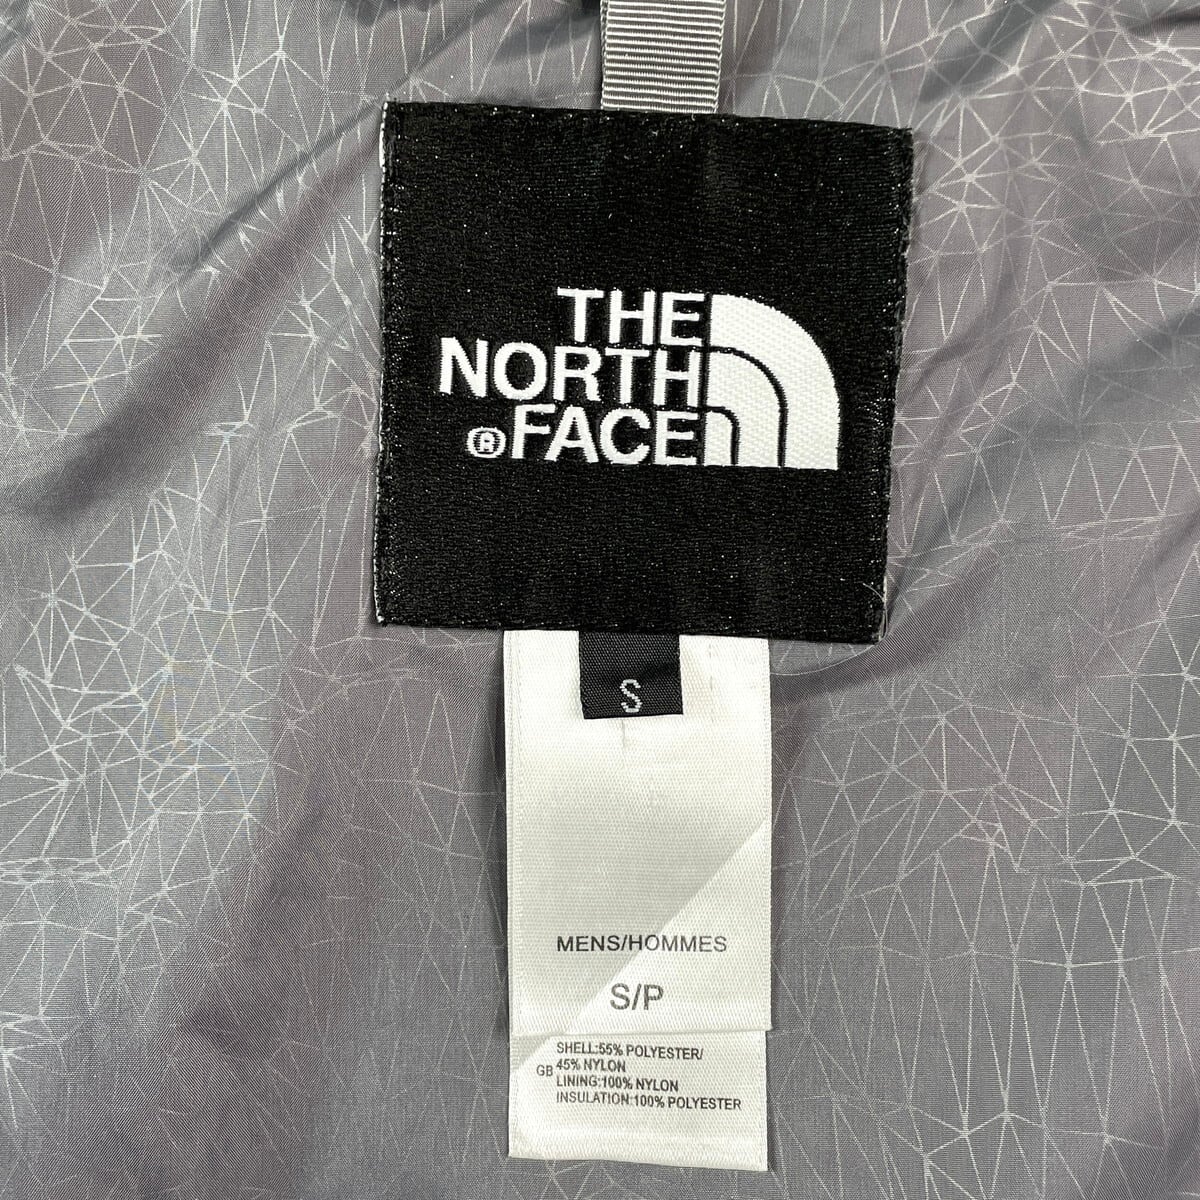 THE
NORTH
® FACE
S
MENS/HOMMES
S/P
SHELL:55% POLYESTER/
GB 45% NYLON
LINING:100% NYLON
INSULATION:100% POLYESTER